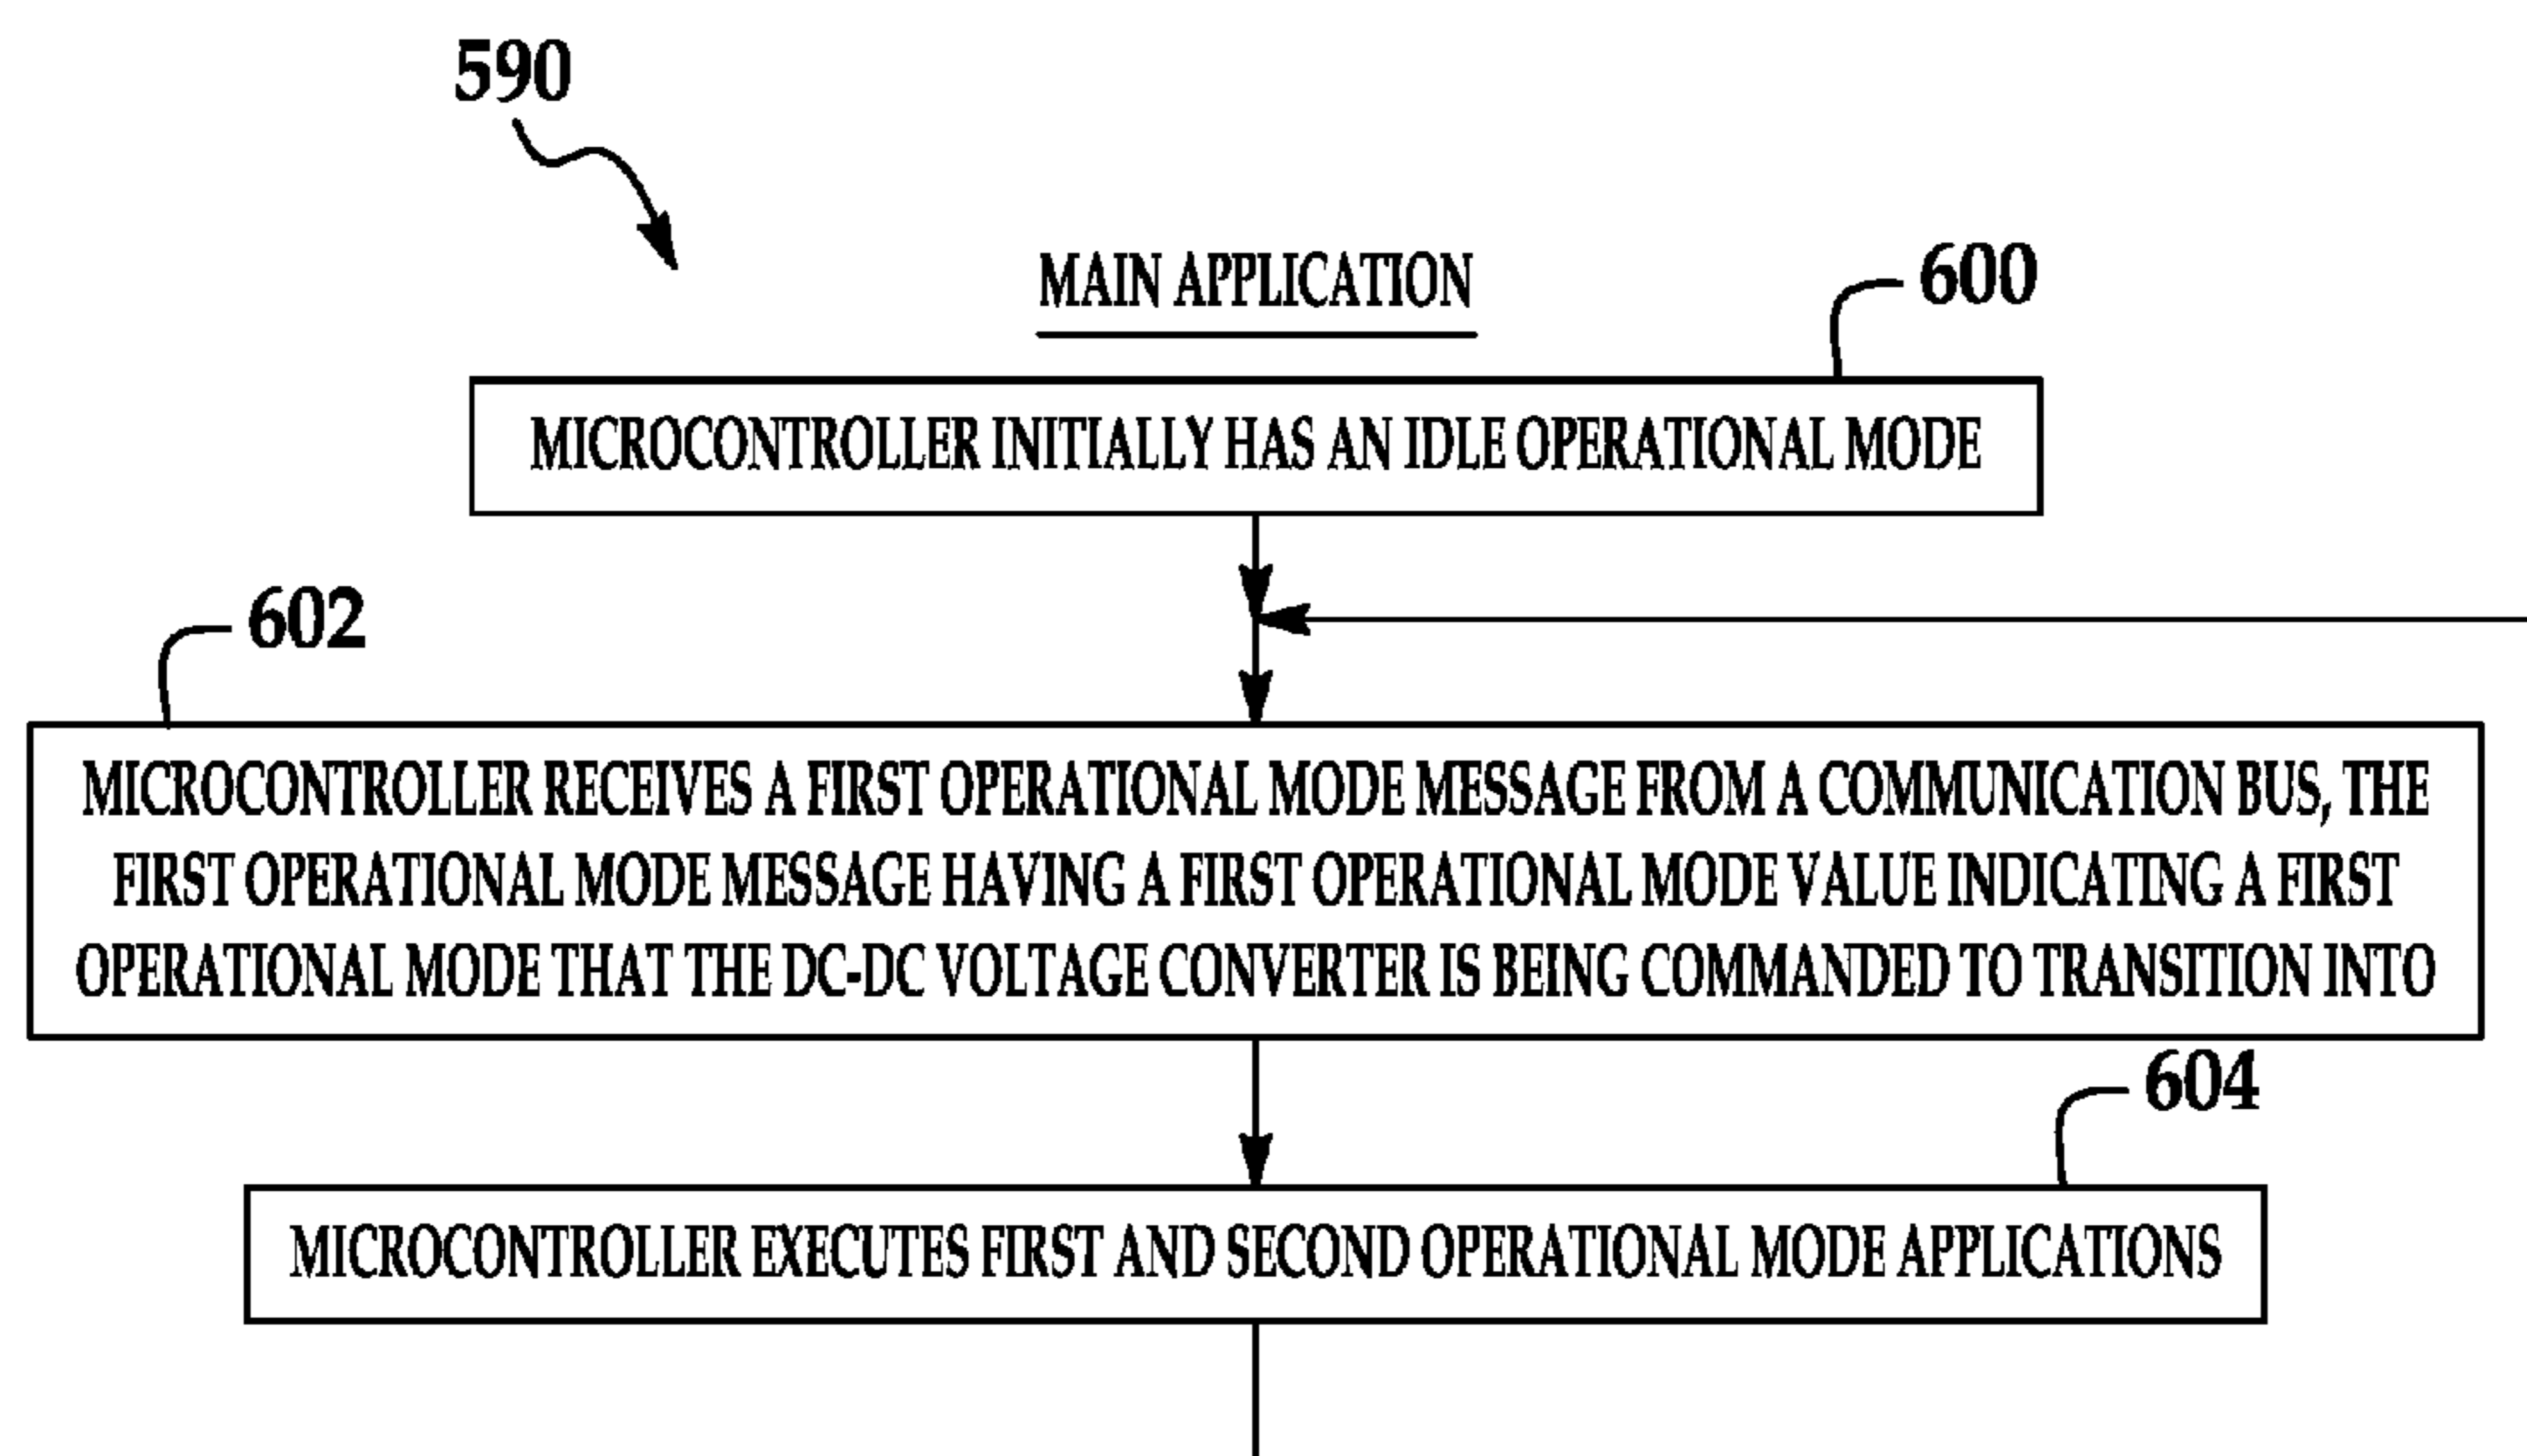 590
MAIN APPLICATION
600
MICROCONTROLLER INITIALLY HAS AN IDLE OPERATIONAL MODE
602
MICROCONTROLLER RECEIVES A FIRST OPERATIONAL MODE MESSAGE FROM A COMMUNICATION BUS, THE
FIRST OPERATIONAL MODE MESSAGE HAVING A FIRST OPERATIONAL MODE VALUE INDICATING A FIRST
OPERATIONAL MODE THAT THE DC-DC VOLTAGE CONVERTER IS BEING COMMANDED TO TRANSITION INTO
604
MICROCONTROLLER EXECUTES FIRST AND SECOND OPERATIONAL MODE APPLICATIONS